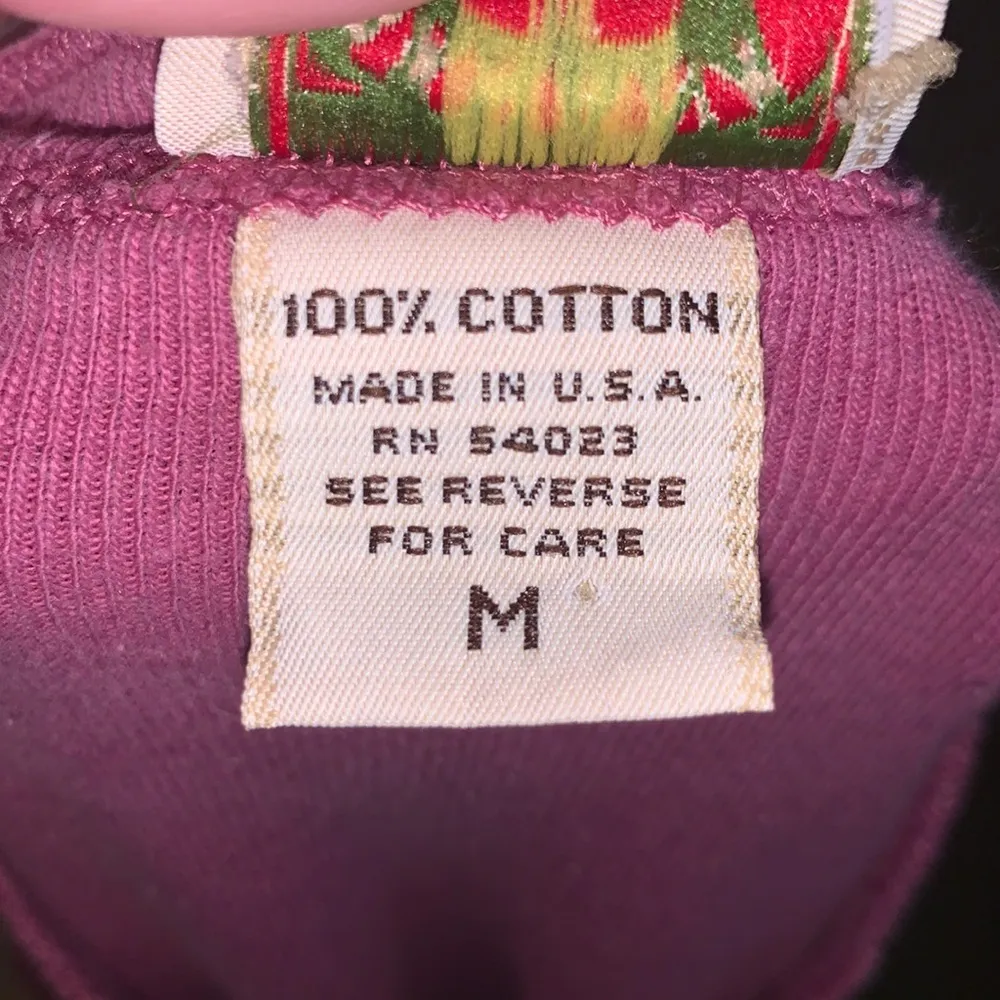 100% COTTON
MADE IN U.S.A.
RN 54023
SEE REVERSE
FOR CARE
M